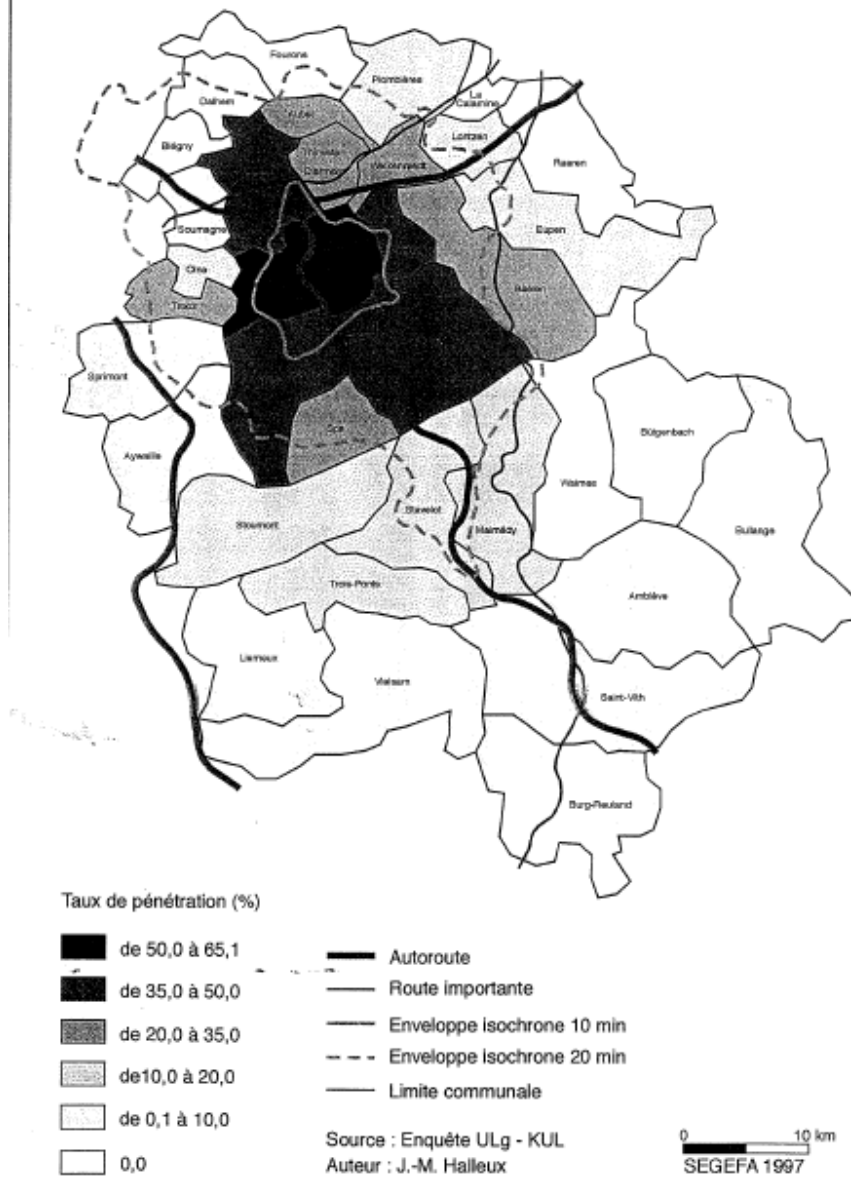 Fourons
Plombières
La
Calamine
Dalhem
Aubel
Lontzen
Blégny
Raeren
Soumagne
Eupen
Olne
Baelen
Trooz
Sprimont
Spa
Bütgenbach
Aywaille
Waimes
Stavelot
Stoumont
Malmédy
Bullange
Trois-Ponts
Amblève
Lierneux
Vielsam
Saint-Vith
Burg-Reuland
Taux de pénétration (%)
de 50,0 à 65,1
de 35,0 à 50,0
de 20,0 à 35,0
de10,0 à 20,0
de 0,1 à 10,0
0,0
Autoroute
Route importante
Enveloppe isochrone 10 min
Enveloppe isochrone 20 min
Limite communale
Source : Enquête ULg - KUL
Auteur : J.-M. Halleux
0 10 km
SEGEFA 1997